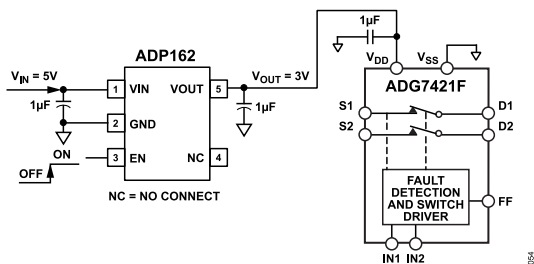 1µF
ADP162
VDD
VSS
VIN = 5V
1 VIN
VOUT 5
VOUT = 3V
ADG7421F
1µF
1µF
2 GND
S1
D1
S2
D2
ON
OFF
3 EN
NC 4
FAULT
DETECTION
AND SWITCH
DRIVER
FF
NC = NO CONNECT
IN1 IN2
054